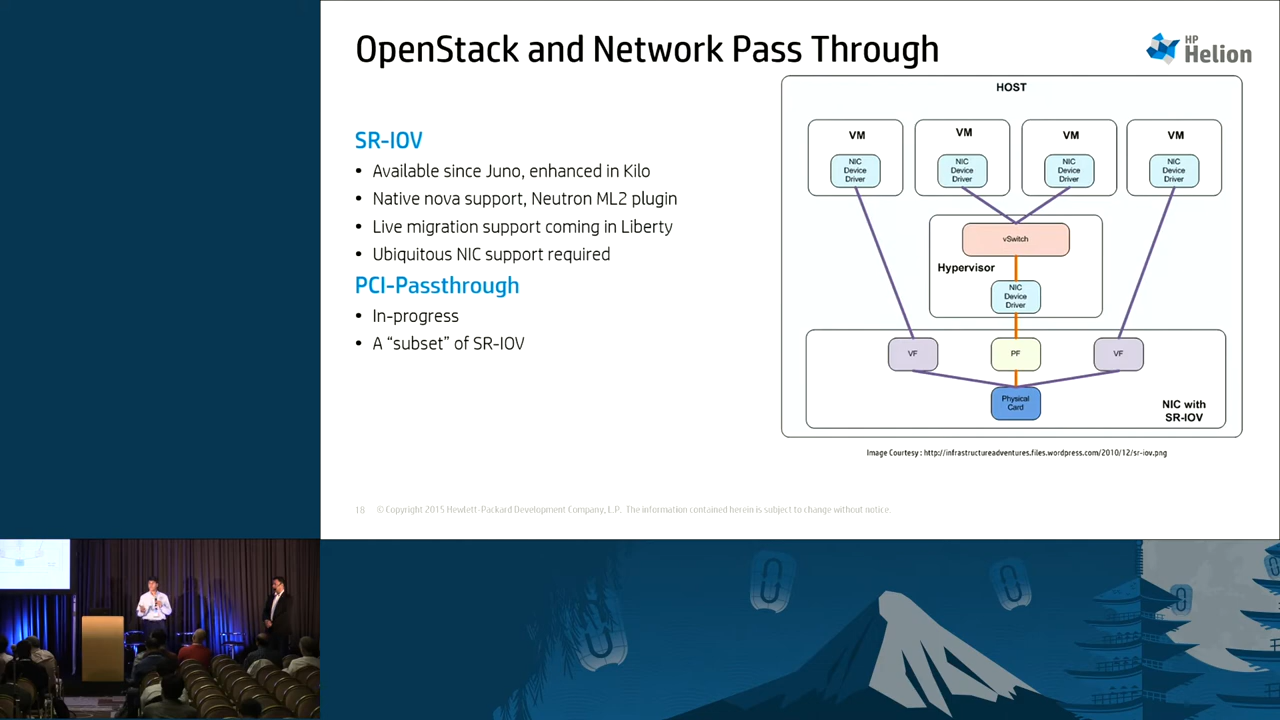 OpenStack and Network Pass Through
HP
Helion
SR-IOV
• Available since Juno, enhanced in Kilo
• Native nova support, Neutron ML2 plugin
• Live migration support coming in Liberty
• Ubiquitous NIC support required
PCI-Passthrough
• In-progress
• A “subset” of SR-IOV
HOST
VM
VM
VM
VM
NIC
Device
Driver
NIC
Device
Driver
NIC
Device
Driver
NIC
Device
Driver
vSwitch
Hypervisor
NIC
Device
Driver
VF
PF
VF
Physical
Card
NIC with
SR-IOV
Image Courtesy : http://infrastructureadventures.files.wordpress.com/2010/12/sr-iov.png
18 © Copyright 2015 Hewlett-Packard Development Company, L.P. The information contained herein is subject to change without notice.